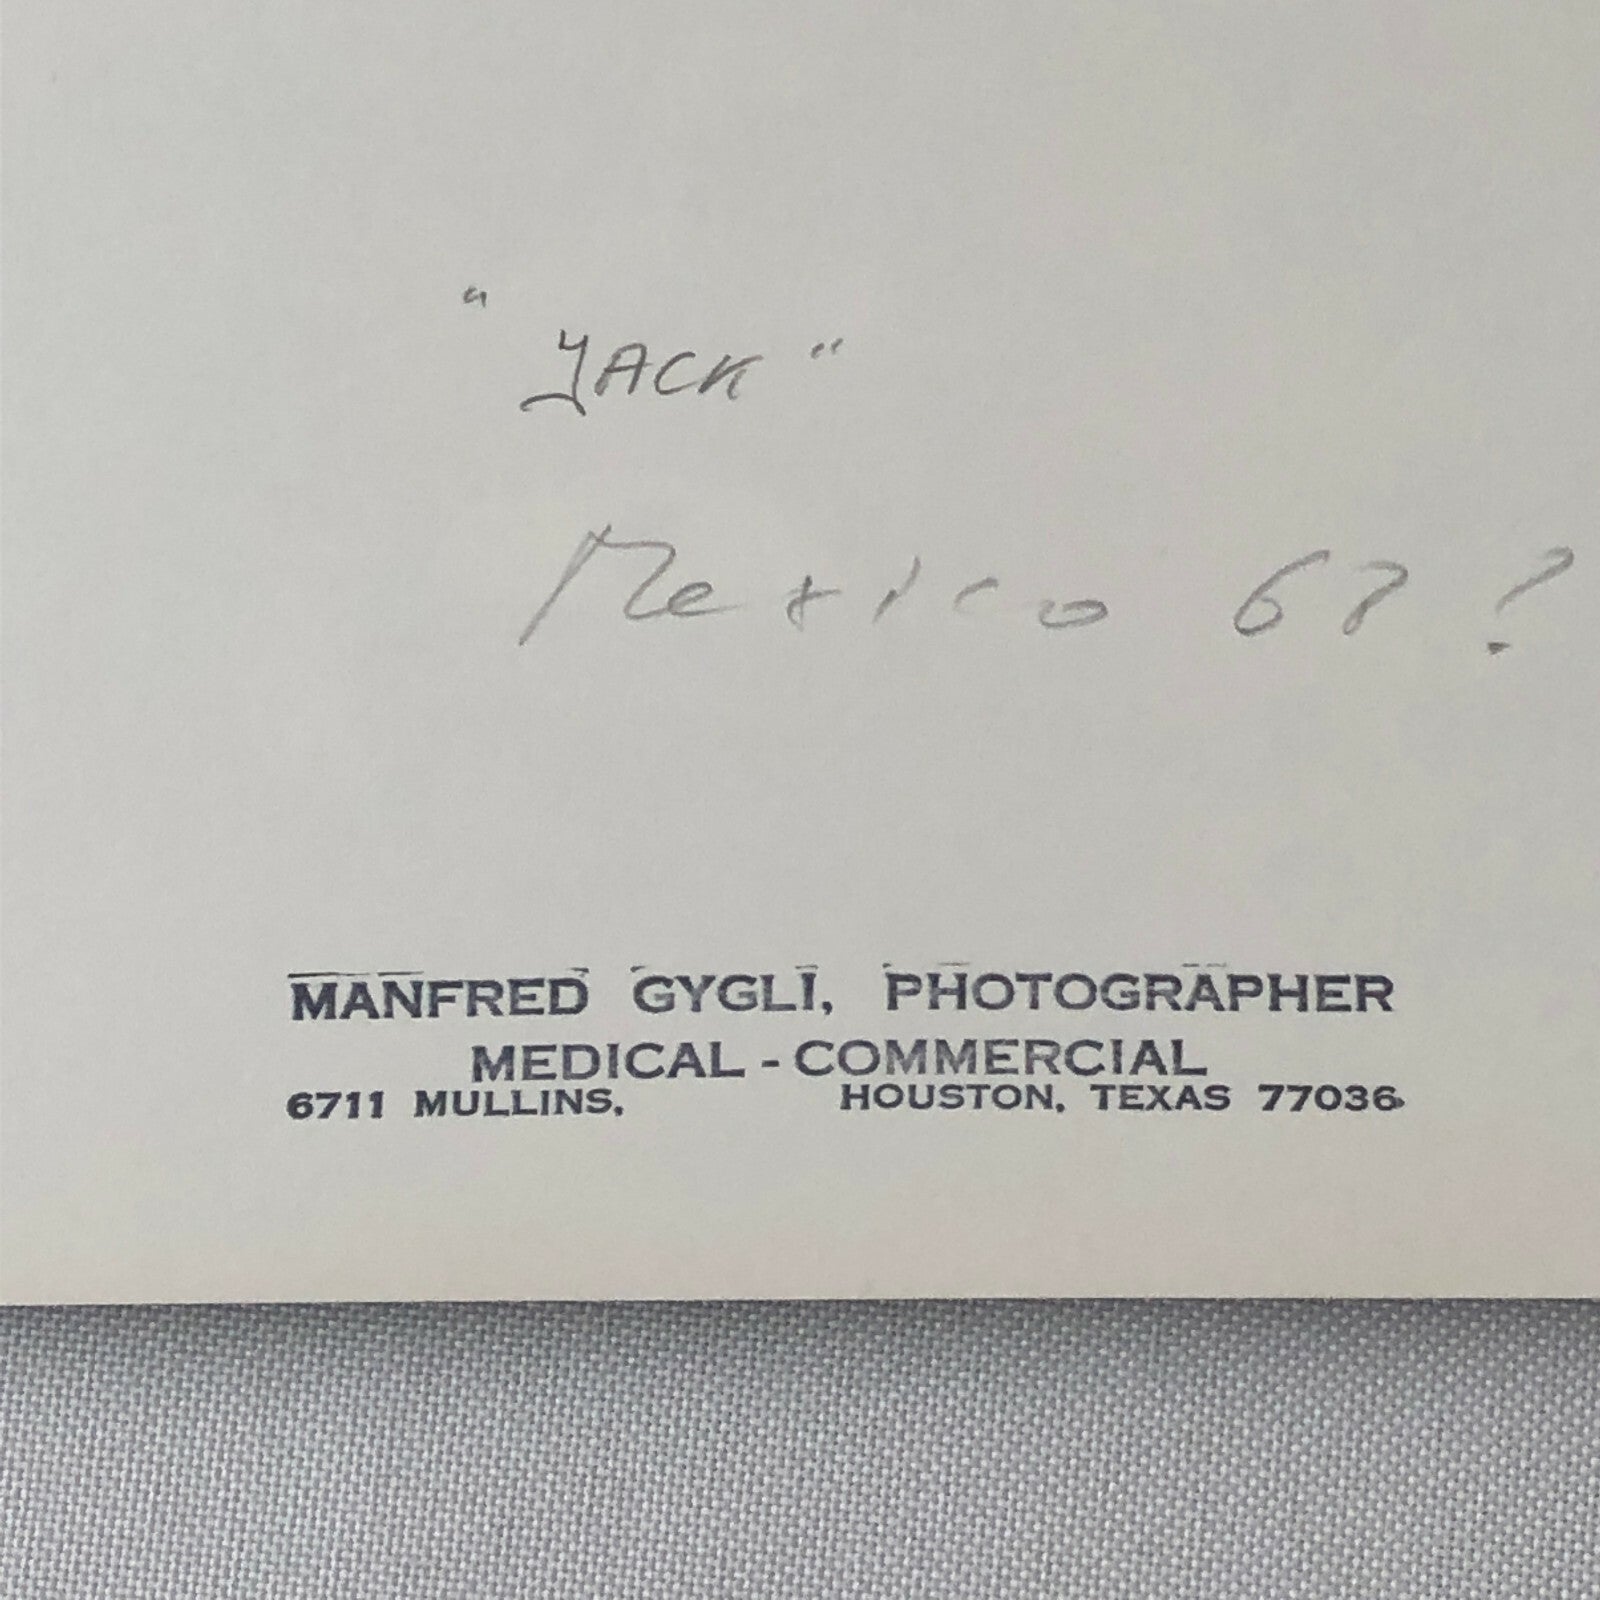 "JACK"
Mexico 67 ?
MANFRED GYGLI, PHOTOGRAPHER
MEDICAL - COMMERCIAL
6711 MULLINS, HOUSTON, TEXAS 77036